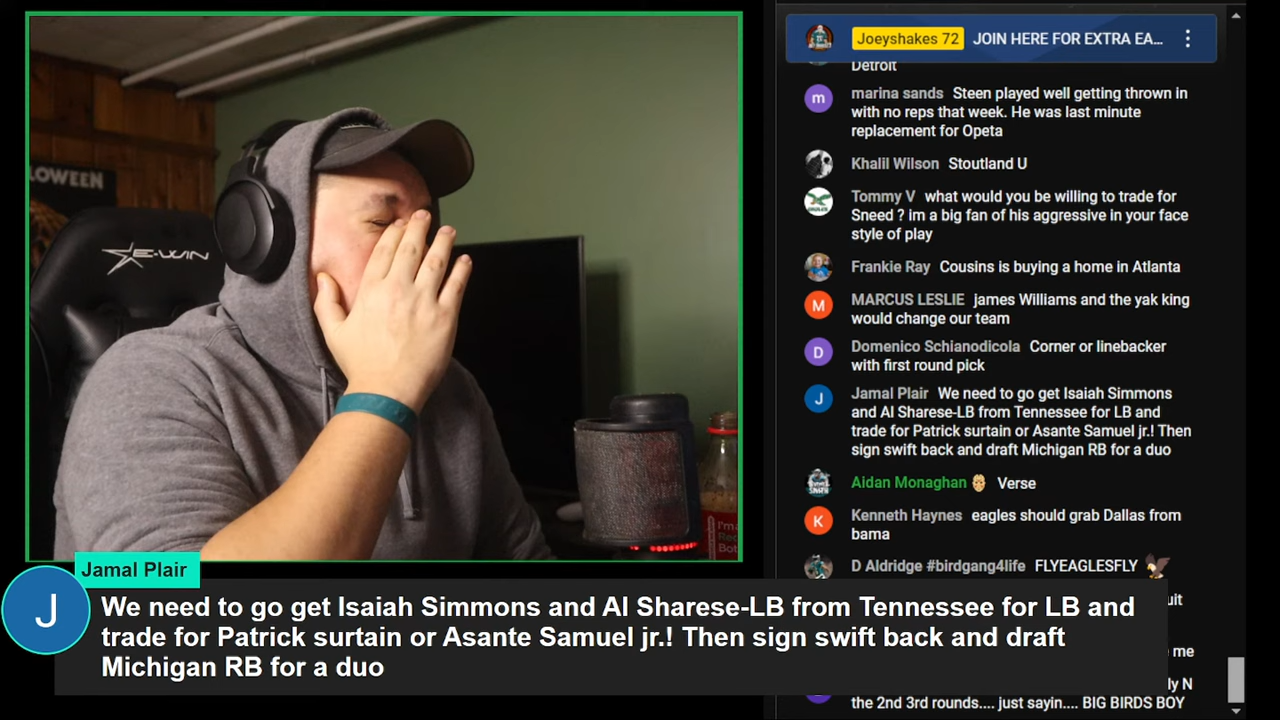 LOWEEN
E-WIN
Joeyshakes 72 JOIN HERE FOR EXTRA EA...
Detroit
marina sands Steen played well getting thrown in
with no reps that week. He was last minute
replacement for Opeta
Khalil Wilson Stoutland U
Tommy V what would you be willing to trade for
Sneed ? im a big fan of his aggressive in your face
style of play
Frankie Ray Cousins is buying a home in Atlanta
MARCUS LESLIE james Williams and the yak king
would change our team
Domenico Schianodicola Corner or linebacker
with first round pick
Jamal Plair We need to go get Isaiah Simmons
and Al Sharese-LB from Tennessee for LB and
trade for Patrick surtain or Asante Samuel jr.! Then
sign swift back and draft Michigan RB for a duo
Aidan Monaghan Verse
Kenneth Haynes eagles should grab Dallas from
bama
D Aldridge #birdgang4life FLYEAGLESFLY
uit
me
ly N
the 2nd 3rd rounds.... just sayin.... BIG BIRDS BOY
Jamal Plair
J
We need to go get Isaiah Simmons and Al Sharese-LB from Tennessee for LB and
trade for Patrick surtain or Asante Samuel jr.! Then sign swift back and draft
Michigan RB for a duo